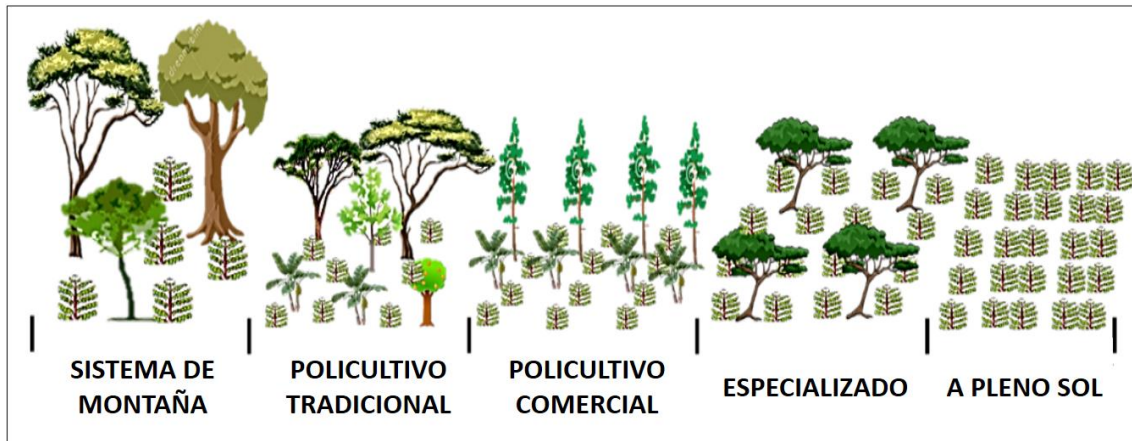 SISTEMA DE
MONTAÑA
POLICULTIVO
TRADICIONAL
POLICULTIVO
COMERCIAL
ESPECIALIZADO
A PLENO SOL